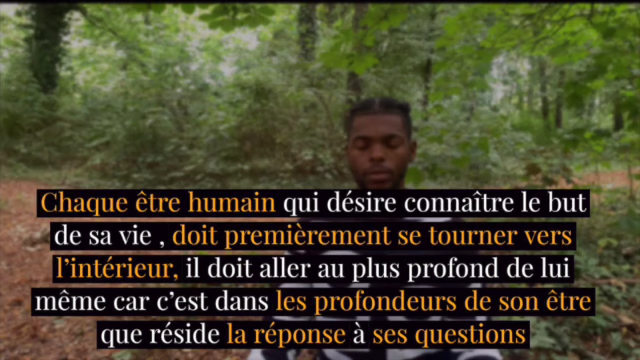 Chaque être humain qui désire connaître le but
de sa vie , doit premièrement se tourner vers
l’intérieur, il doit aller au plus profond de lui
même car c’est dans les profondeurs de son être
que réside la réponse à ses questions